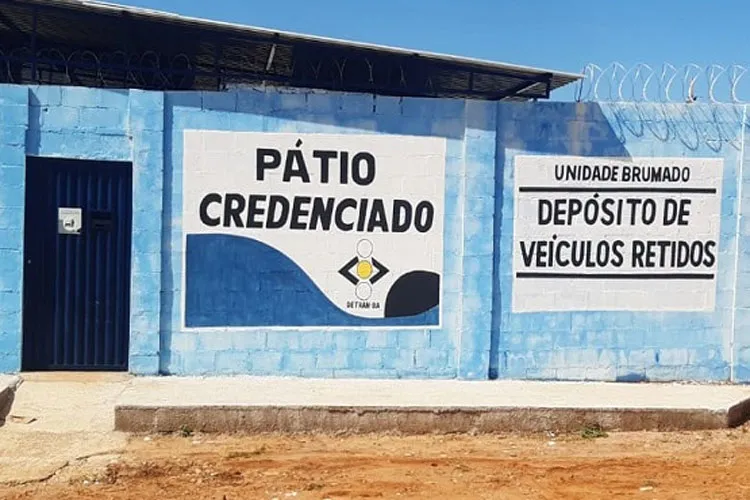 PÁTIO
CREDENCIADO
DETRAN-BA
UNIDADE BRUMADO
DEPÓSITO DE
VEÍCULOS RETIDOS